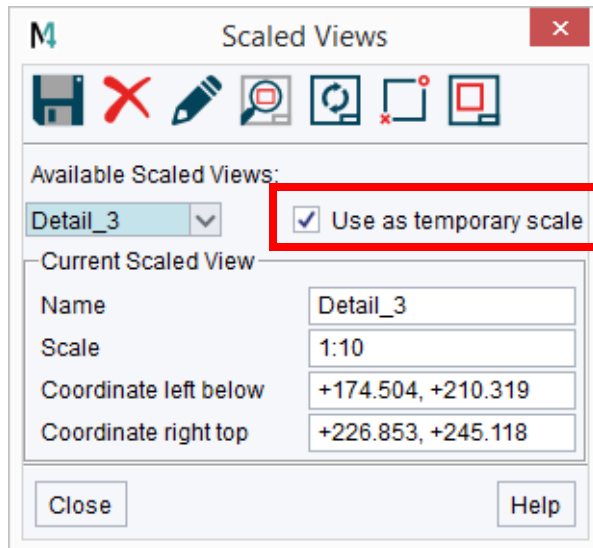 M4 Scaled Views
Available Scaled Views:
Detail_3 Use as temporary scale
Current Scaled View
Name Detail_3
Scale 1:10
Coordinate left below +174.504, +210.319
Coordinate right top +226.853, +245.118
Close Help